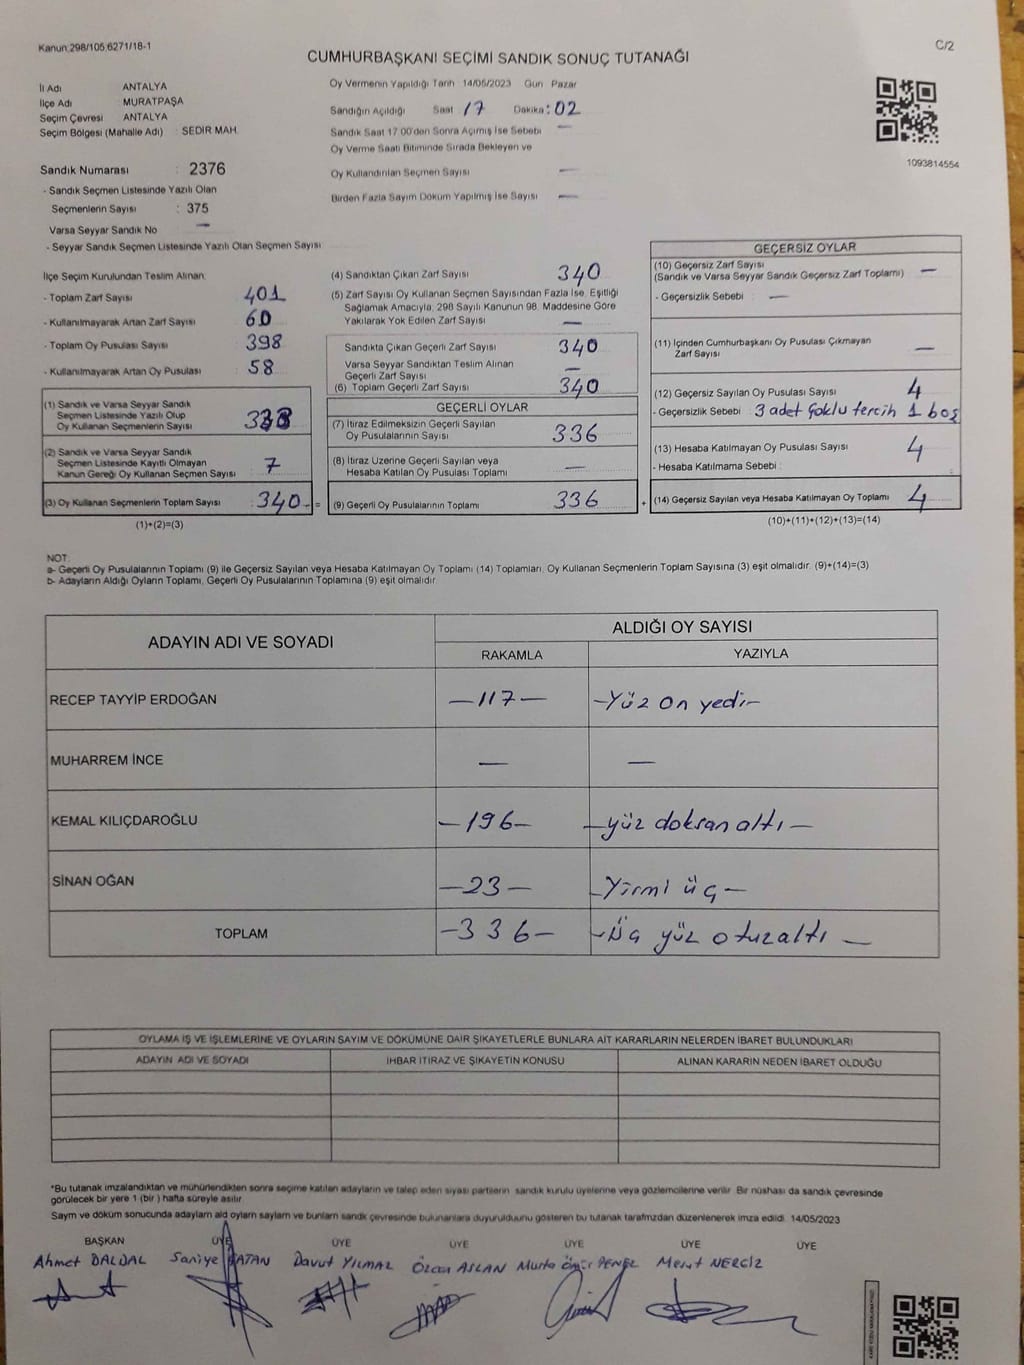 Kanun:298/105,6271/18-1
C/2
CUMHURBAŞKANI SEÇİMİ SANDIK SONUÇ TUTANAĞI
İl Adı ANTALYA
İlçe Adı MURATPAŞA
Seçim Çevresi ANTALYA
Seçim Bölgesi (Mahalle Adı) : SEDİR MAH.
Oy Vermenin Yapıldığı Tarih 14/05/2023 Gün Pazar
Sandığın Açıldığı Saat 17 Dakika: 02
Sandık Saat 17.00'den Sonra Açılmış İse Sebebi —
Oy Verme Saati Bitiminde Sırada Bekleyen ve
Oy Kullandırılan Seçmen Sayısı —
Birden Fazla Sayım Döküm Yapılmış İse Sayısı —
1093814554
Sandık Numarası : 2376
- Sandık Seçmen Listesinde Yazılı Olan
Seçmenlerin Sayısı : 375
Varsa Seyyar Sandık No —
- Seyyar Sandık Seçmen Listesinde Yazılı Olan Seçmen Sayısı
İlçe Seçim Kurulundan Teslim Alınan:
- Toplam Zarf Sayısı 401
- Kullanılmayarak Artan Zarf Sayısı 60
- Toplam Oy Pusulası Sayısı 398
- Kullanılmayarak Artan Oy Pusulası 58
(1) Sandık ve Varsa Seyyar Sandık
Seçmen Listesinde Yazılı Olup
Oy Kullanan Seçmenlerin Sayısı
(2) Sandık ve Varsa Seyyar Sandık
Seçmen Listesinde Kayıtlı Olmayan
Kanun Gereği Oy Kullanan Seçmen Sayısı 7
(3) Oy Kullanan Seçmenlerin Toplam Sayısı 340 =
(1)+(2)=(3)
(4) Sandıktan Çıkan Zarf Sayısı 340
(5) Zarf Sayısı Oy Kullanan Seçmen Sayısından Fazla İse, Eşitliği
Sağlamak Amacıyla, 298 Sayılı Kanunun 98. Maddesine Göre
Yakılarak Yok Edilen Zarf Sayısı —
Sandıkta Çıkan Geçerli Zarf Sayısı 340
Varsa Seyyar Sandıktan Teslim Alınan
Geçerli Zarf Sayısı —
(6) Toplam Geçerli Zarf Sayısı 340
GEÇERLİ OYLAR
(7) İtiraz Edilmeksizin Geçerli Sayılan
Oy Pusulalarının Sayısı 336
(8) İtiraz Üzerine Geçerli Sayılan veya
Hesaba Katılan Oy Pusulası Toplamı —
(9) Geçerli Oy Pusulalarının Toplamı 336 +
GEÇERSİZ OYLAR
(10) Geçersiz Zarf Sayısı
(Sandık ve Varsa Seyyar Sandık Geçersiz Zarf Toplamı) —
- Geçersizlik Sebebi : —
(11) İçinden Cumhurbaşkanı Oy Pusulası Çıkmayan
Zarf Sayısı —
(12) Geçersiz Sayılan Oy Pusulası Sayısı 4
- Geçersizlik Sebebi : 3 adet çoklu tercih 1 boş
(13) Hesaba Katılmayan Oy Pusulası Sayısı 4
- Hesaba Katılmama Sebebi :
(14) Geçersiz Sayılan veya Hesaba Katılmayan Oy Toplamı 4
(10)+(11)+(12)+(13)=(14)
NOT:
a- Geçerli Oy Pusulalarının Toplamı (9) ile Geçersiz Sayılan veya Hesaba Katılmayan Oy Toplamı (14) Toplamları, Oy Kullanan Seçmenlerin Toplam Sayısına (3) eşit olmalıdır. (9)+(14)=(3)
b- Adayların Aldığı Oyların Toplamı, Geçerli Oy Pusulalarının Toplamına (9) eşit olmalıdır.
ADAYIN ADI VE SOYADI
ALDIĞI OY SAYISI
RAKAMLA YAZIYLA
RECEP TAYYİP ERDOĞAN —117— —Yüz on yedi—
MUHARREM İNCE — —
KEMAL KILIÇDAROĞLU —196— —yüz doksan altı—
SİNAN OĞAN —23— —Yirmi üç—
TOPLAM —336— —Üç yüz otuzaltı—
OYLAMA İŞ VE İŞLEMLERİNE VE OYLARIN SAYIM VE DÖKÜMÜNE DAİR ŞİKAYETLERLE BUNLARA AİT KARARLARIN NELERDEN İBARET BULUNDUKLARI
ADAYIN ADI VE SOYADI İHBAR İTİRAZ VE ŞİKAYETİN KONUSU ALINAN KARARIN NEDEN İBARET OLDUĞU
*Bu tutanak imzalandıktan ve mühürlendikten sonra seçime katılan adayların ve talep eden siyasi partilerin sandık kurulu üyelerine veya gözlemcilerine verilir. Bir nüshası da sandık çevresinde
görülecek bir yere 1 (bir) hafta süreyle asılır.
Sayım ve döküm sonucunda adayların ald oyların sayların ve bunların sandk çevresinde bulunanlara duyurulduunu gösteren bu tutanak tarafmzdan düzenlenerek imza edildi. 14/05/2023
BAŞKAN ÜYE ÜYE ÜYE ÜYE ÜYE ÜYE
Ahmet DALDAL Saniye BATAN Davut YILMAZ Özcan ASLAN PENEL Mesut NERGİZ